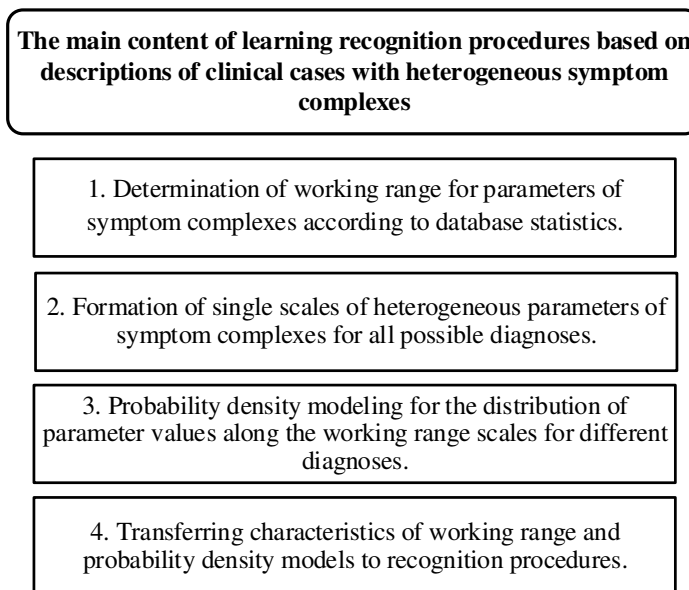 The main content of learning recognition procedures based on
descriptions of clinical cases with heterogeneous symptom
complexes
1. Determination of working range for parameters of
symptom complexes according to database statistics.
2. Formation of single scales of heterogeneous parameters of
symptom complexes for all possible diagnoses.
3. Probability density modeling for the distribution of
parameter values along the working range scales for different
diagnoses.
4. Transferring characteristics of working range and
probability density models to recognition procedures.